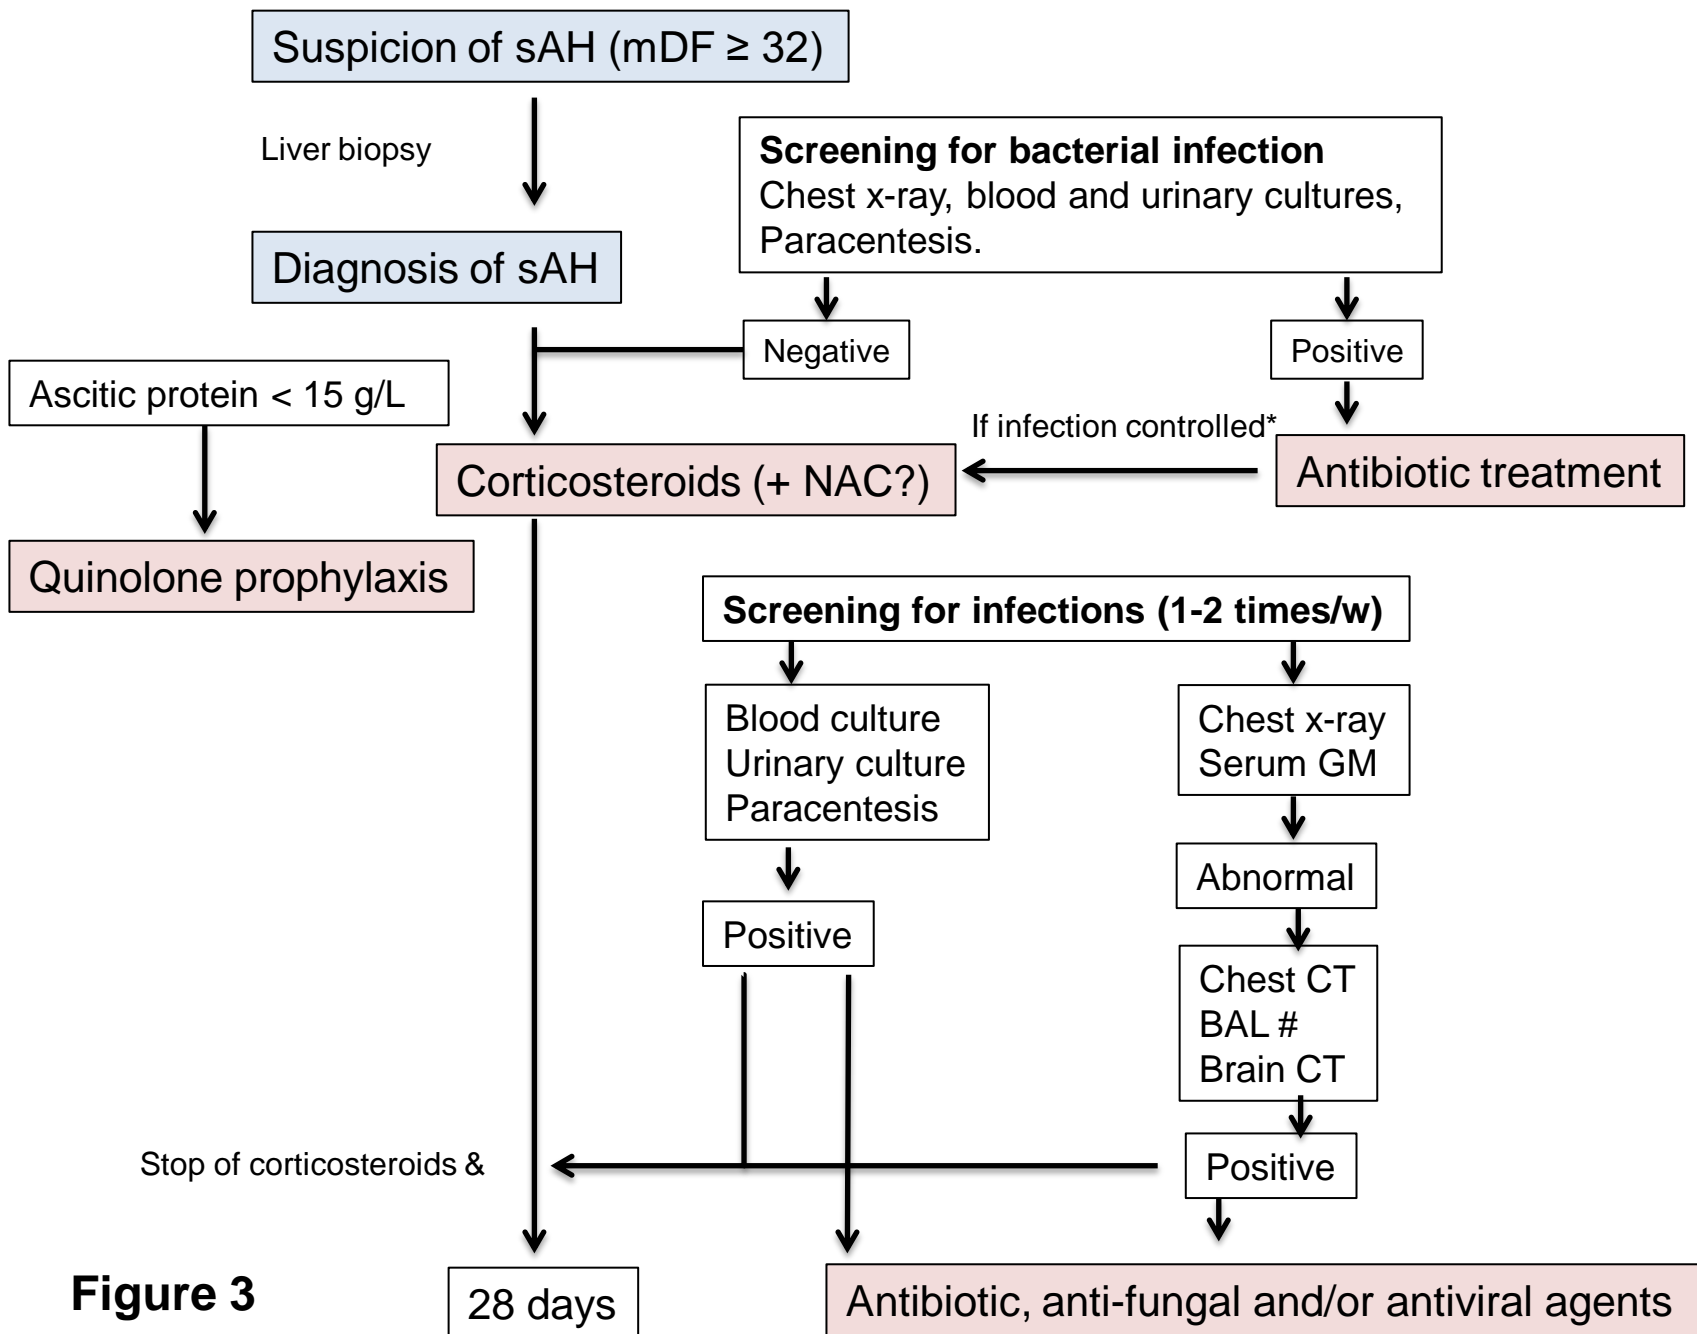 Suspicion of sAH (mDF ≥ 32)
Liver biopsy
Screening for bacterial infection
Chest x-ray, blood and urinary cultures,
Paracentesis.
Diagnosis of sAH
Negative
Positive
Ascitic protein < 15 g/L
If infection controlled*
Corticosteroids (+ NAC?)
Antibiotic treatment
Quinolone prophylaxis
Screening for infections (1-2 times/w)
Blood culture
Urinary culture
Paracentesis
Chest x-ray
Serum GM
Abnormal
Positive
Chest CT
BAL #
Brain CT
Stop of corticosteroids &
Positive
Figure 3
28 days
Antibiotic, anti-fungal and/or antiviral agents